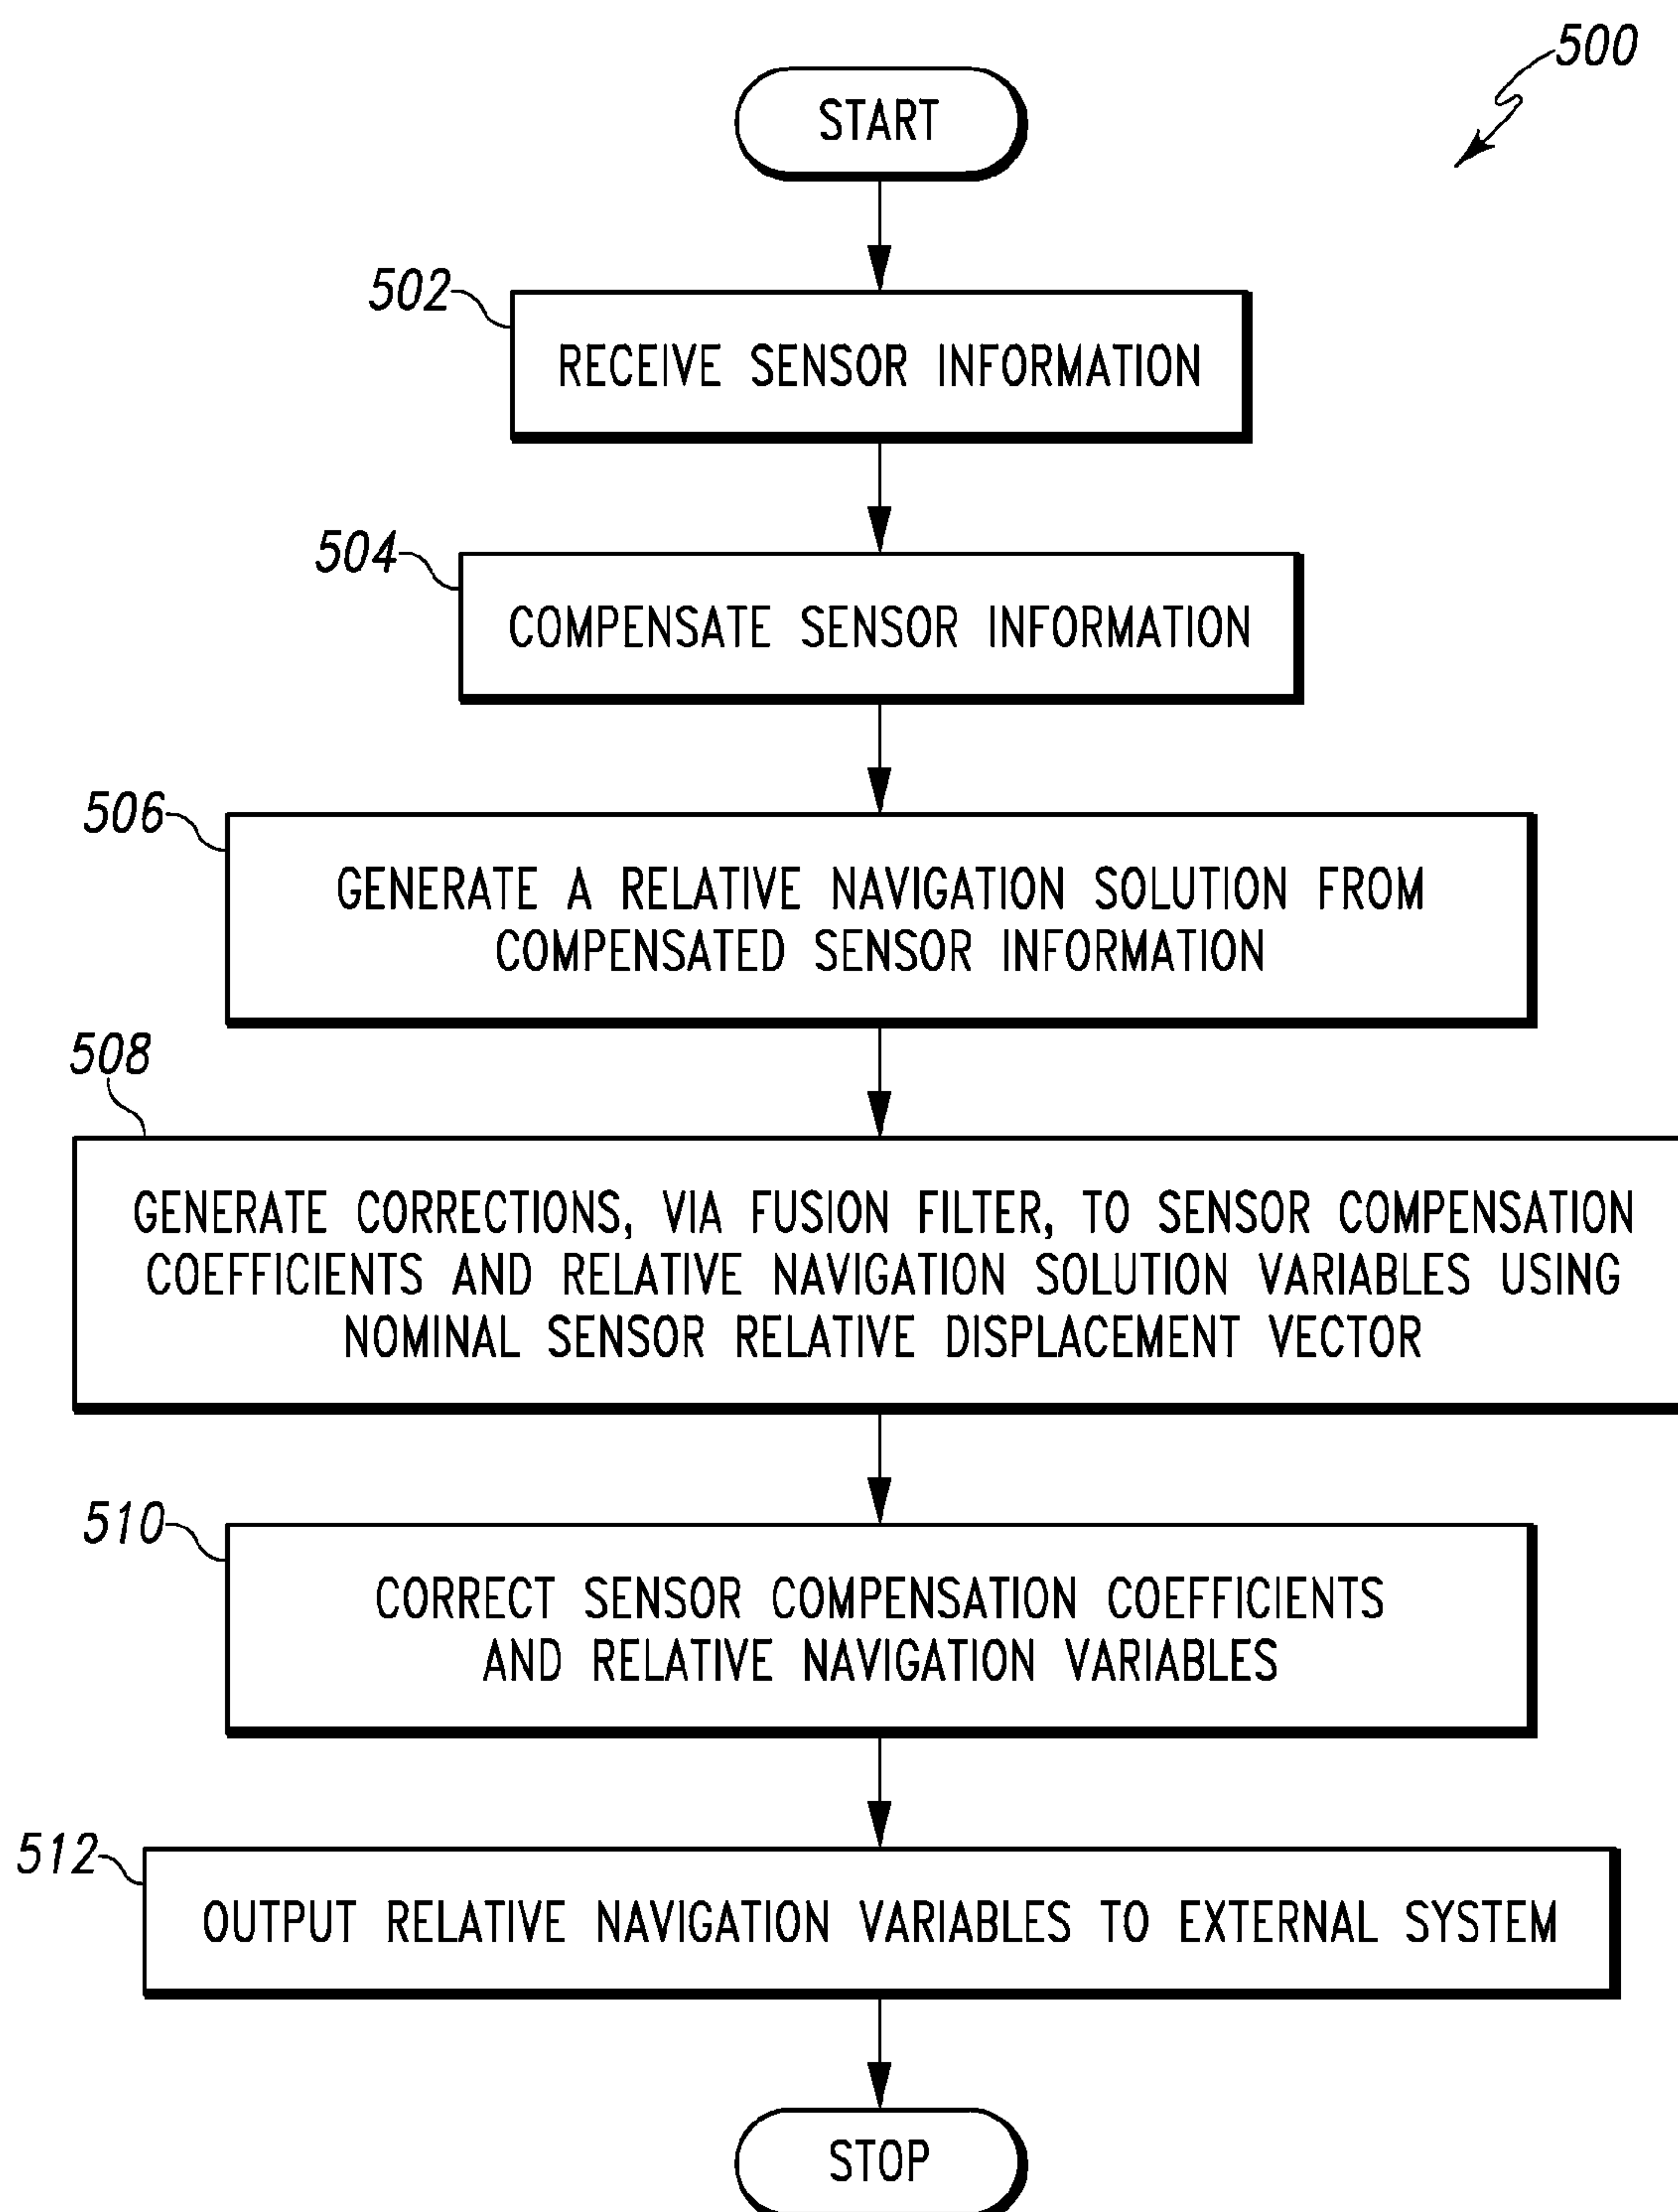 500
START
502
RECEIVE SENSOR INFORMATION
504
COMPENSATE SENSOR INFORMATION
506
GENERATE A RELATIVE NAVIGATION SOLUTION FROM
COMPENSATED SENSOR INFORMATION
508
GENERATE CORRECTIONS, VIA FUSION FILTER, TO SENSOR COMPENSATION
COEFFICIENTS AND RELATIVE NAVIGATION SOLUTION VARIABLES USING
NOMINAL SENSOR RELATIVE DISPLACEMENT VECTOR
510
CORRECT SENSOR COMPENSATION COEFFICIENTS
AND RELATIVE NAVIGATION VARIABLES
512
OUTPUT RELATIVE NAVIGATION VARIABLES TO EXTERNAL SYSTEM
STOP